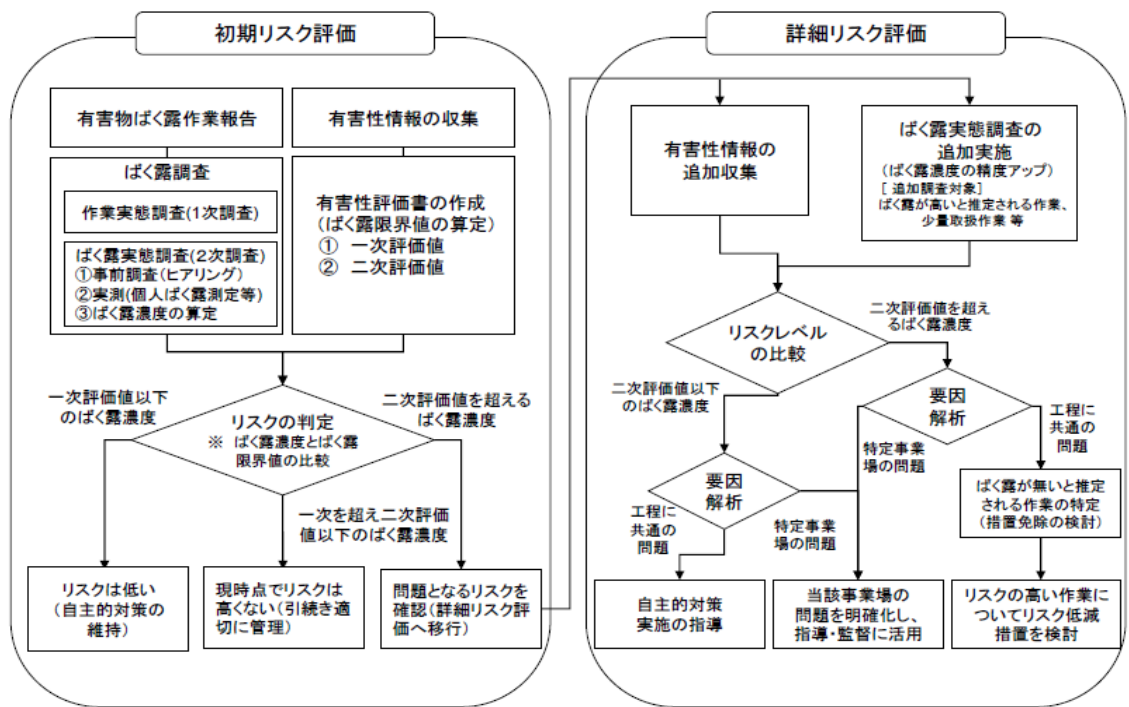 初期リスク評価
有害物ばく露作業報告
有害性情報の収集
ばく露調査
作業実態調査(1次調査)
ばく露実態調査(2次調査)
①事前調査(ヒアリング)
②実測(個人ばく露測定等)
③ばく露濃度の算定
有害性評価書の作成
(ばく露限界値の算定)
① 一次評価値
② 二次評価値
一次評価値以下
のばく露濃度
リスクの判定
※ ばく露濃度とばく露
限界値の比較
二次評価値を超える
ばく露濃度
一次を超え二次評価
値以下のばく露濃度
リスクは低い
(自主的対策の
維持)
現時点でリスクは
高くない(引続き適
切に管理)
問題となるリスクを
確認(詳細リスク評
価へ移行)
詳細リスク評価
有害性情報の
追加収集
ばく露実態調査の
追加実施
(ばく露濃度の精度アップ)
[ 追加調査対象]
ばく露が高いと推定される作業、
少量取扱作業 等
リスクレベル
の比較
二次評価値を超え
るばく露濃度
二次評価値以下
のばく露濃度
要因
解析
工程に
共通の
問題
特定事業
場の問題
ばく露が無いと推定
される作業の特定
(措置免除の検討)
要因
解析
工程に
共通の
問題
特定事業
場の問題
自主的対策
実施の指導
当該事業場の
問題を明確化し、
指導・監督に活用
リスクの高い作業に
ついてリスク低減
措置を検討